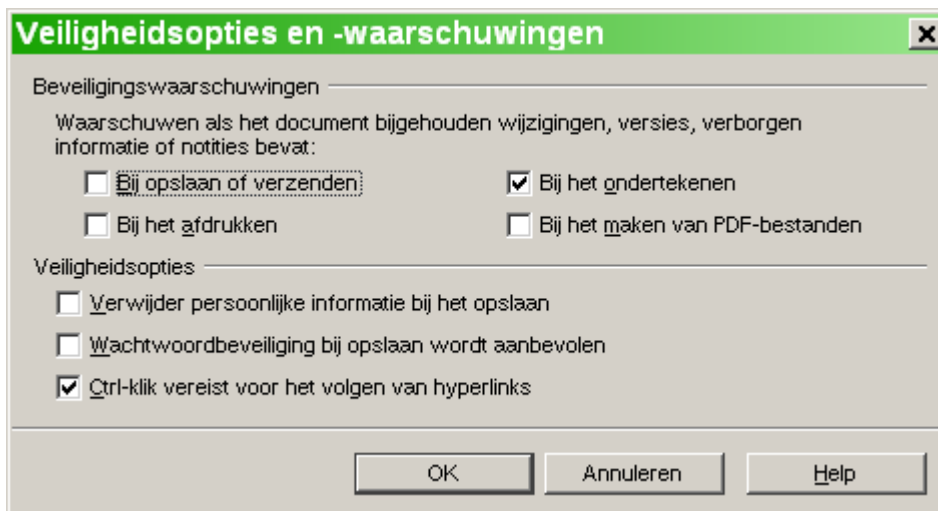 Veiligheidsopties en -waarschuwingen
Beveiligingswaarschuwingen
Waarschuwen als het document bijgehouden wijzigingen, versies, verborgen
informatie of notities bevat:
Bij opslaan of verzenden
Bij het ondertekenen
Bij het afdrukken
Bij het maken van PDF-bestanden
Veiligheidsopties
Verwijder persoonlijke informatie bij het opslaan
Wachtwoordbeveiliging bij opslaan wordt aanbevolen
Ctrl-klik vereist voor het volgen van hyperlinks
OK
Annuleren
Help